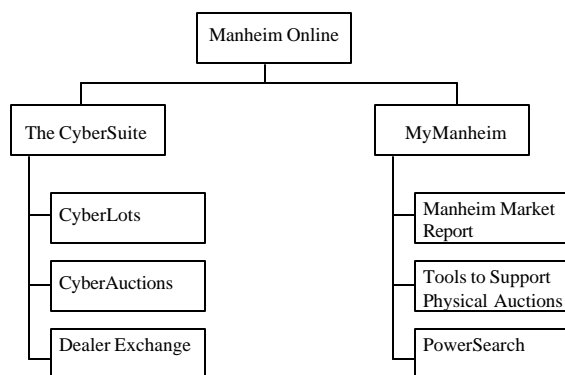 Manheim Online
The CyberSuite
MyManheim
CyberLots
CyberAuctions
Dealer Exchange
Manheim Market
Report
Tools to Support
Physical Auctions
PowerSearch